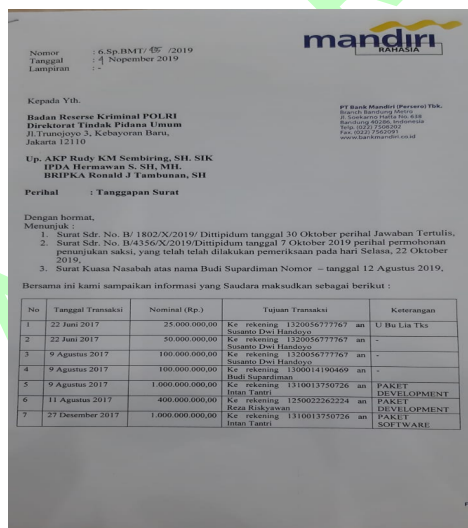 mandiri
RAHASIA
Nomor : 6.Sp.BMT/ /2019
Tanggal : 1 Nopember 2019
Lampiran : -
Kepada Yth.
Badan Reserse Kriminal POLRI
Direktorat Tindak Pidana Umum
Jl.Trunojoyo 3, Kebayoran Baru,
Jakarta 12110
PT Bank Mandiri (Persero) Tbk.
Branch Bandung Metro
Jl. Soekarno Hatta No. 638
Bandung 40286, Indonesia
Telp. (022) 7508202
Fax. (022) 7562091
www.bankmandiri.co.id
Up. AKP Rudy KM Sembiring, SH. SIK
IPDA Hermawan S. SH, MH.
BRIPKA Ronald J Tambunan, SH
Perihal : Tanggapan Surat
Dengan hormat,
Menunjuk :
1. Surat Sdr. No. B/ 1802/X/2019/ Dittipidum tanggal 30 Oktober perihal Jawaban Tertulis,
2. Surat Sdr. No. B/4356/X/2019/Dittipidum tanggal 7 Oktober 2019 perihal permohonan
penunjukan saksi, yang telah telah dilakukan pemeriksaan pada hari Selasa, 22 Oktober
2019,
3. Surat Kuasa Nasabah atas nama Budi Supardiman Nomor – tanggal 12 Agustus 2019,
Bersama ini kami sampaikan informasi yang Saudara maksudkan sebagai berikut :
No Tanggal Transaksi Nominal (Rp.) Tujuan Transaksi Keterangan
1 22 Juni 2017 25.000.000,00 Ke rekening 1320056777767 an U Bu Lia Tks
Susanto Dwi Handoyo
2 22 Juni 2017 50.000.000,00 Ke rekening 1320056777767 an -
Susanto Dwi Handoyo
3 9 Agustus 2017 100.000.000,00 Ke rekening 1320056777767 an -
Susanto Dwi Handoyo
4 9 Agustus 2017 100.000.000,00 Ke rekening 1300014190469 an -
Budi Supardiman
5 9 Agustus 2017 1.000.000.000,00 Ke rekening 1310013750726 an PAKET
Intan Tantri DEVELOPMENT
6 11 Agustus 2017 400.000.000,00 Ke rekening 1250022262224 an PAKET
Reza Riskyawan DEVELOPMENT
7 27 Desember 2017 1.000.000.000,00 Ke rekening 1310013750726 an PAKET
Intan Tantri SOFTWARE